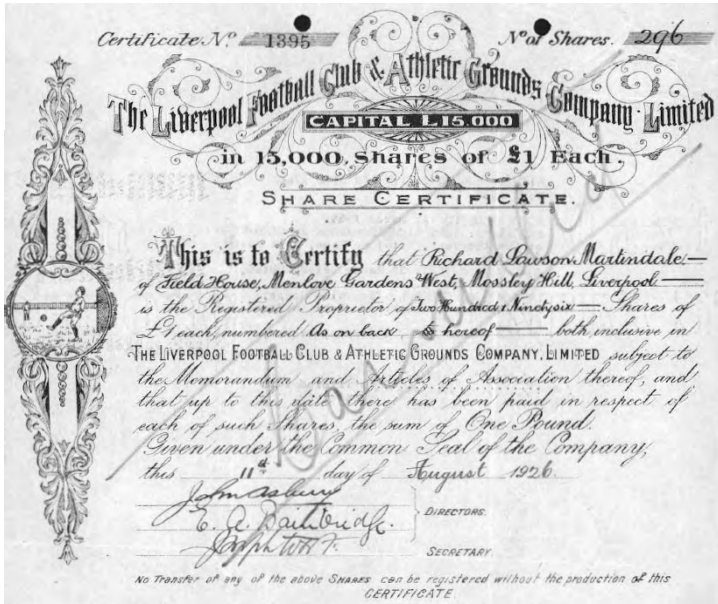 Certificate No. 1395 No of Shares. 296
The Liverpool Football Club & Athletic Grounds Company. Limited
CAPITAL £15.000
in 15,000. Shares of £1 Each.
SHARE CERTIFICATE.
This is to Certify that Richard Lawson Martindale
of Field House, Menlove Gardens West, Mossley Hill, Liverpool
is the Registered Proprietor of Two Hundred & Ninety six Shares of
£1 each, numbered As on back hereof both inclusive in
THE LIVERPOOL FOOTBALL CLUB & ATHLETIC GROUNDS COMPANY, LIMITED subject to
the Memorandum and Articles of Association thereof, and
that up to this date there has been paid in respect of
each of such Shares, the sum of One Pound.
Given under the Common Seal of the Company,
this 11th day of August 1926
John Asbury
E. A. Bainbridge.
DIRECTORS.
Joseph
SECRETARY.
No Transfer of any of the above SHARES can be registered without the production of this
CERTIFICATE.
Cancelled